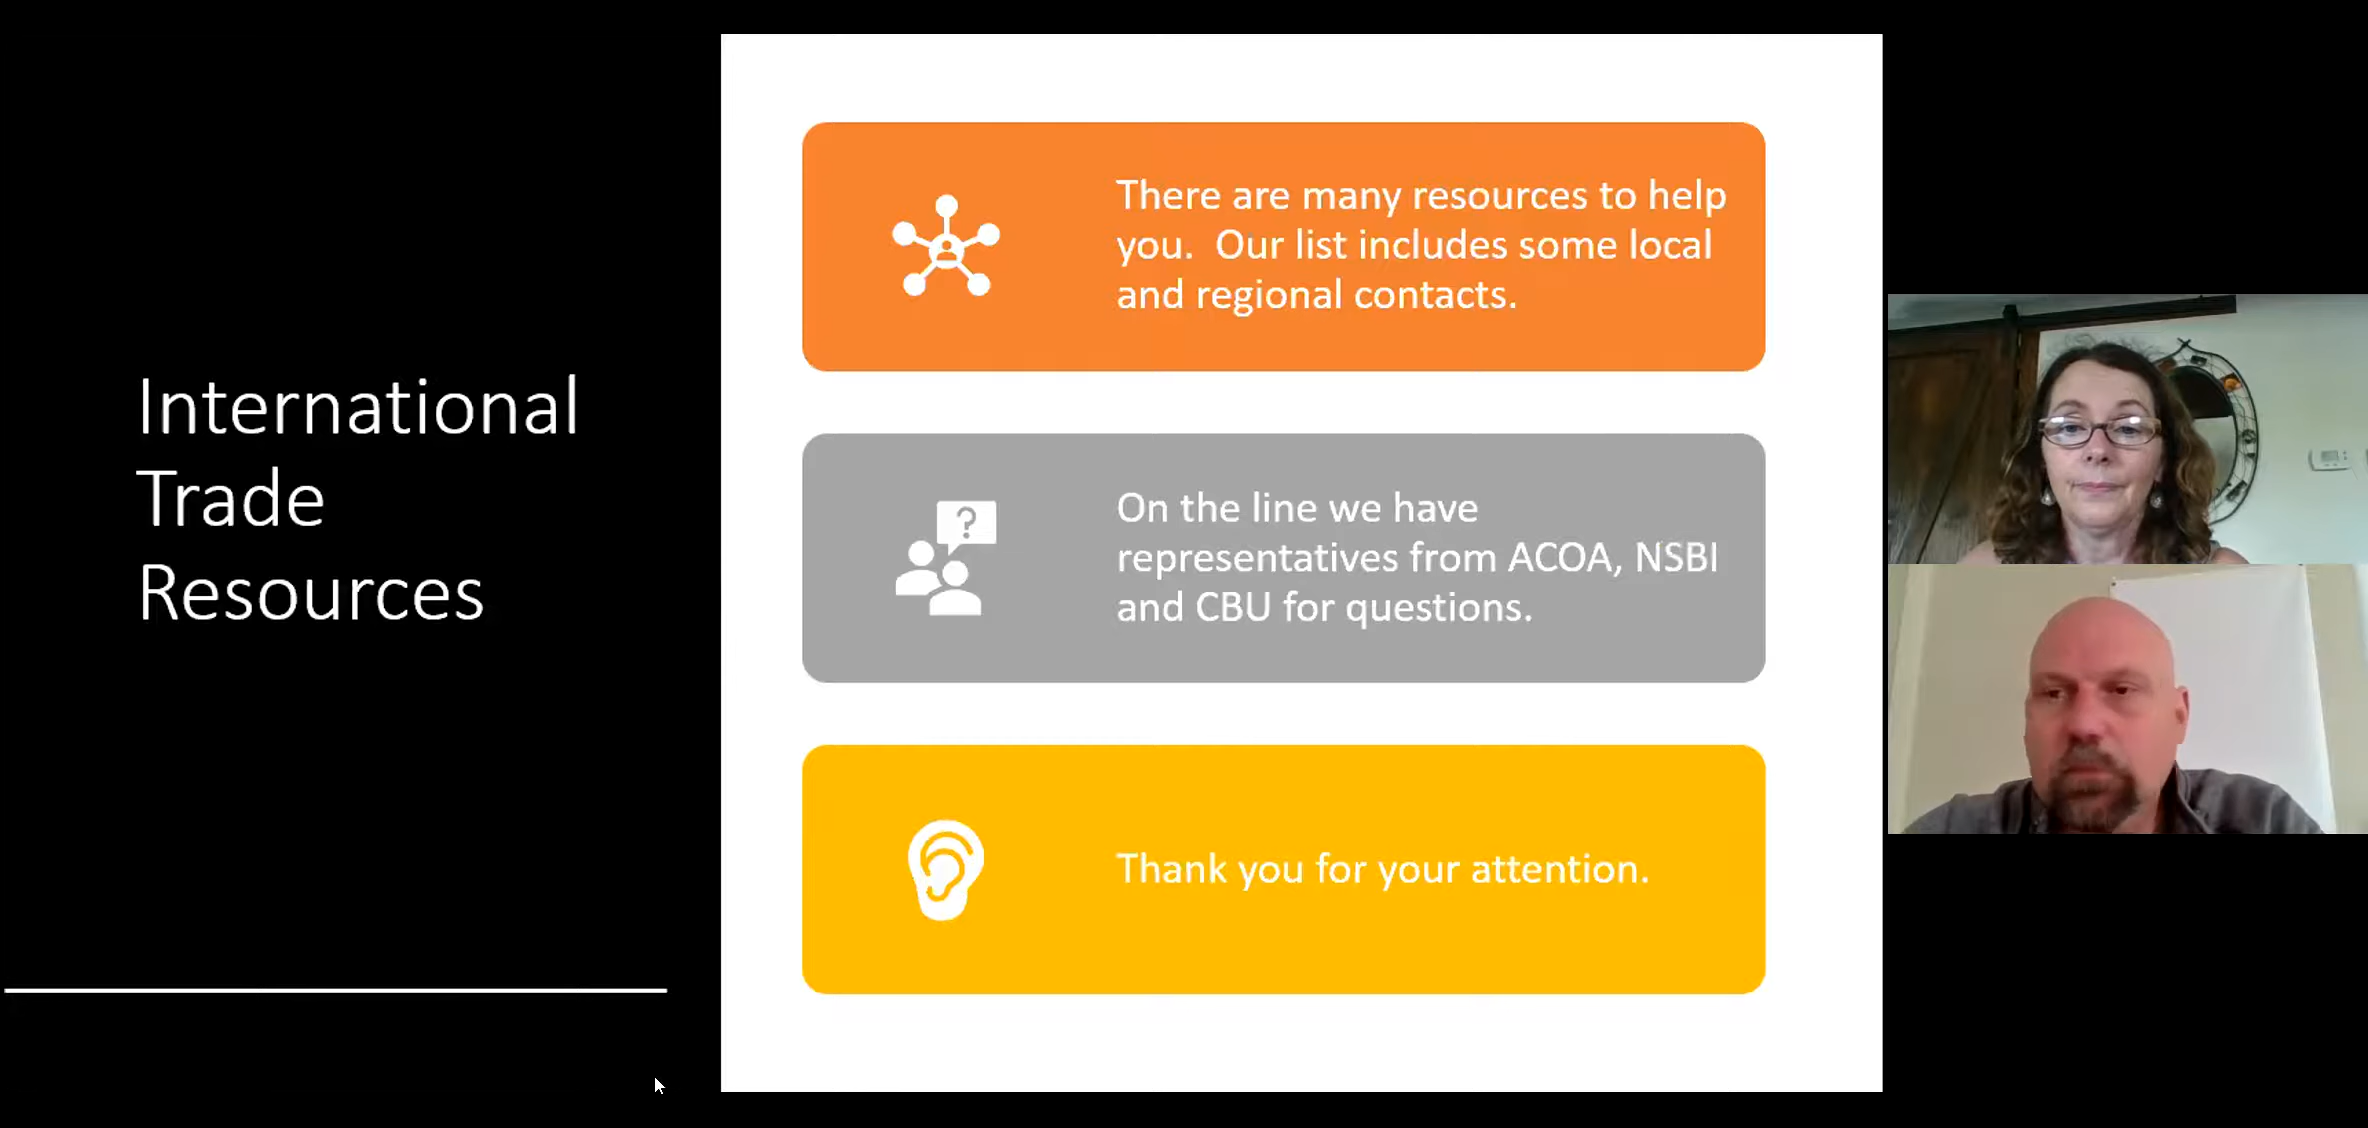 International
Trade
Resources
There are many resources to help
you.  Our list includes some local
and regional contacts.
?
On the line we have
representatives from ACOA, NSBI
and CBU for questions.
Thank you for your attention.